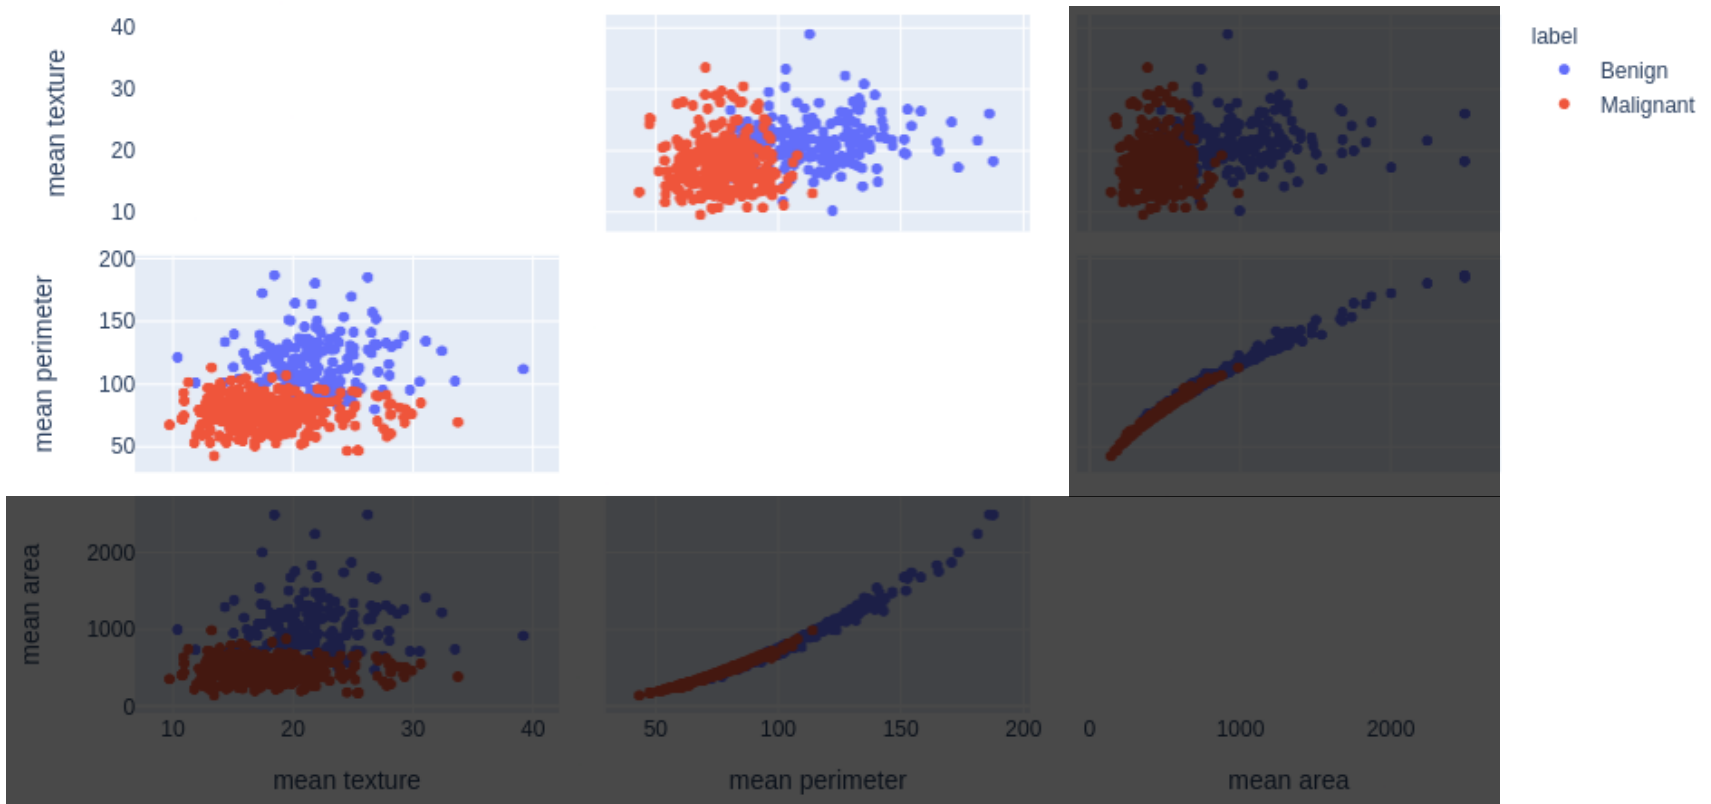 label
Benign
Malignant
mean texture
40
30
20
10
mean perimeter
200
150
100
50
mean area
2000
1000
0
10 20 30 40
50 100 150 200
0 1000 2000
mean texture
mean perimeter
mean area